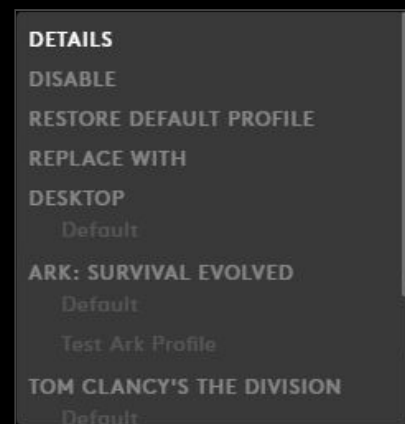 DETAILS
DISABLE
RESTORE DEFAULT PROFILE
REPLACE WITH
DESKTOP
Default
ARK: SURVIVAL EVOLVED
Default
Test Ark Profile
TOM CLANCY'S THE DIVISION
Default